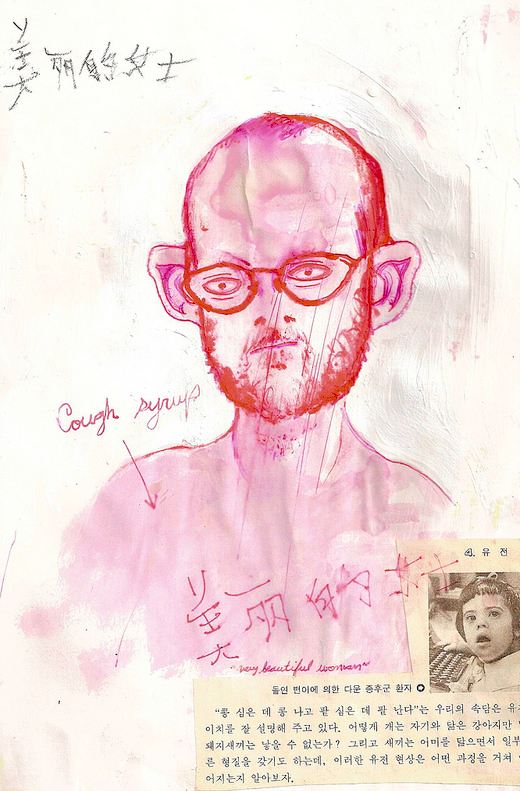 美丽的女士
Cough syrup
美丽的女士
"very beautiful woman"
유 전
돌연 변이에 의한 다운 증후군 환자
“콩 심은 데 콩 나고 팥 심은 데 팥 난다”는 우리의 속담은
이치를 잘 설명해 주고 있다. 어떻게 개는 자기와 닮은 강아지만
돼지새끼는 낳을 수 없는가? 그리고 새끼는 어미를 닮으면서 일부
른 형질을 갖기도 하는데, 이러한 유전 현상은 어떤 과정을 거쳐
어지는지 알아보자.